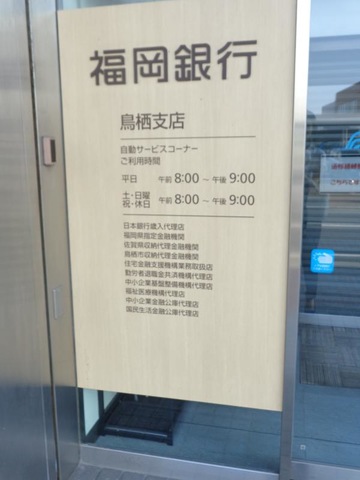 福岡銀行
鳥栖支店
自動サービスコーナー
ご利用時間
平日 午前 8:00 ～ 午後 9:00
土・日曜
祝・休日 午前 8:00 ～ 午後 9:00
日本銀行歳入代理店
福岡県指定金融機関
佐賀県収納代理金融機関
鳥栖市収納代理金融機関
住宅金融支援機構業務取扱店
勤労者退職金共済機構代理店
中小企業基盤整備機構代理店
福祉医療機構代理店
中小企業金融公庫代理店
国民生活金融公庫代理店